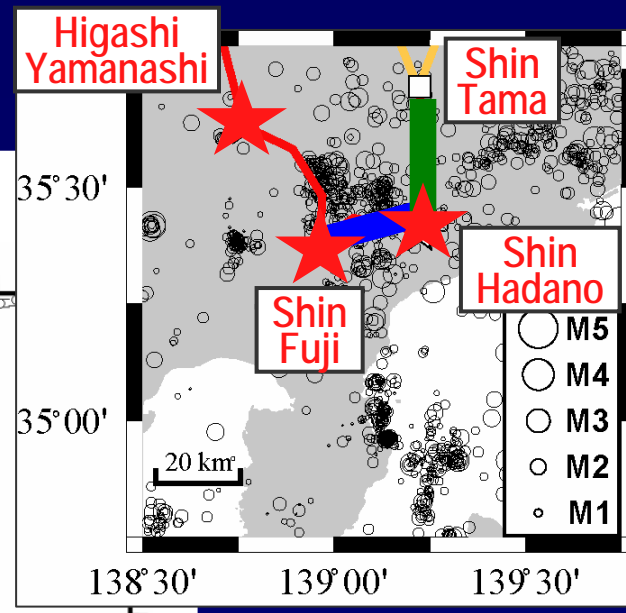 Higashi
Yamanashi
Shin
Tama
35°30'
Shin
Hadano
Shin
Fuji
M5
M4
35°00'
M3
20 km
M2
M1
138°30'
139°00'
139°30'